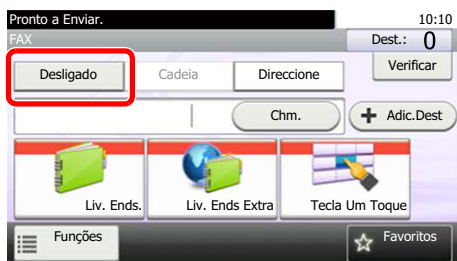 Pronto a Enviar.
10:10
FAX
Dest.: 0
Desligado
Cadeia
Direccione
Verificar
Chm.
Adic.Dest
Liv. Ends.
Liv. Ends Extra
Tecla Um Toque
Funções
Favoritos